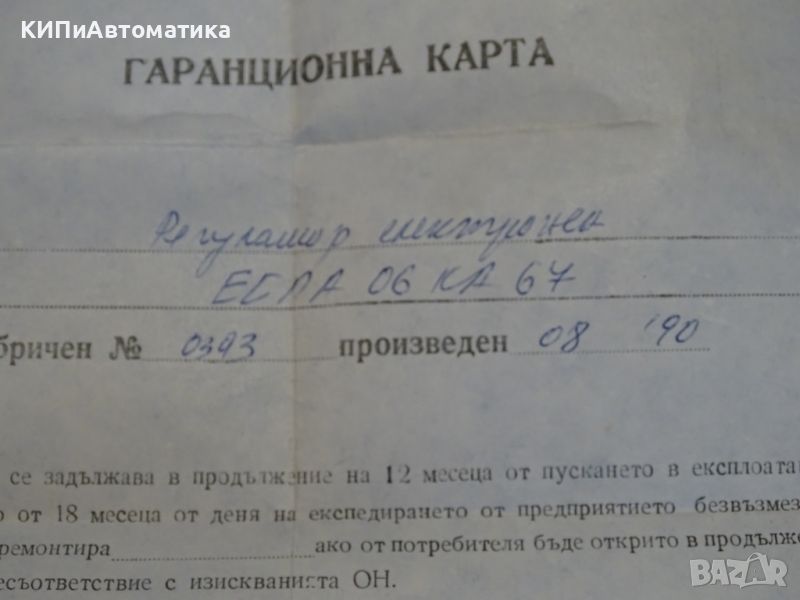 КИПиАвтоматика
ГАРАНЦИОННА КАРТА
Регулатор електронен
ЕСПА 06 КА 67
бричен № 0393 произведен 08 '90
се задължава в продължение на 12 месеца от пускането в експлоата
о от 18 месеца от деня на експедирането от предприятието безвъзмез
ремонтира ако от потребителя бъде открито в продълже
есъответствие с изискванията ОН.
BAZAR